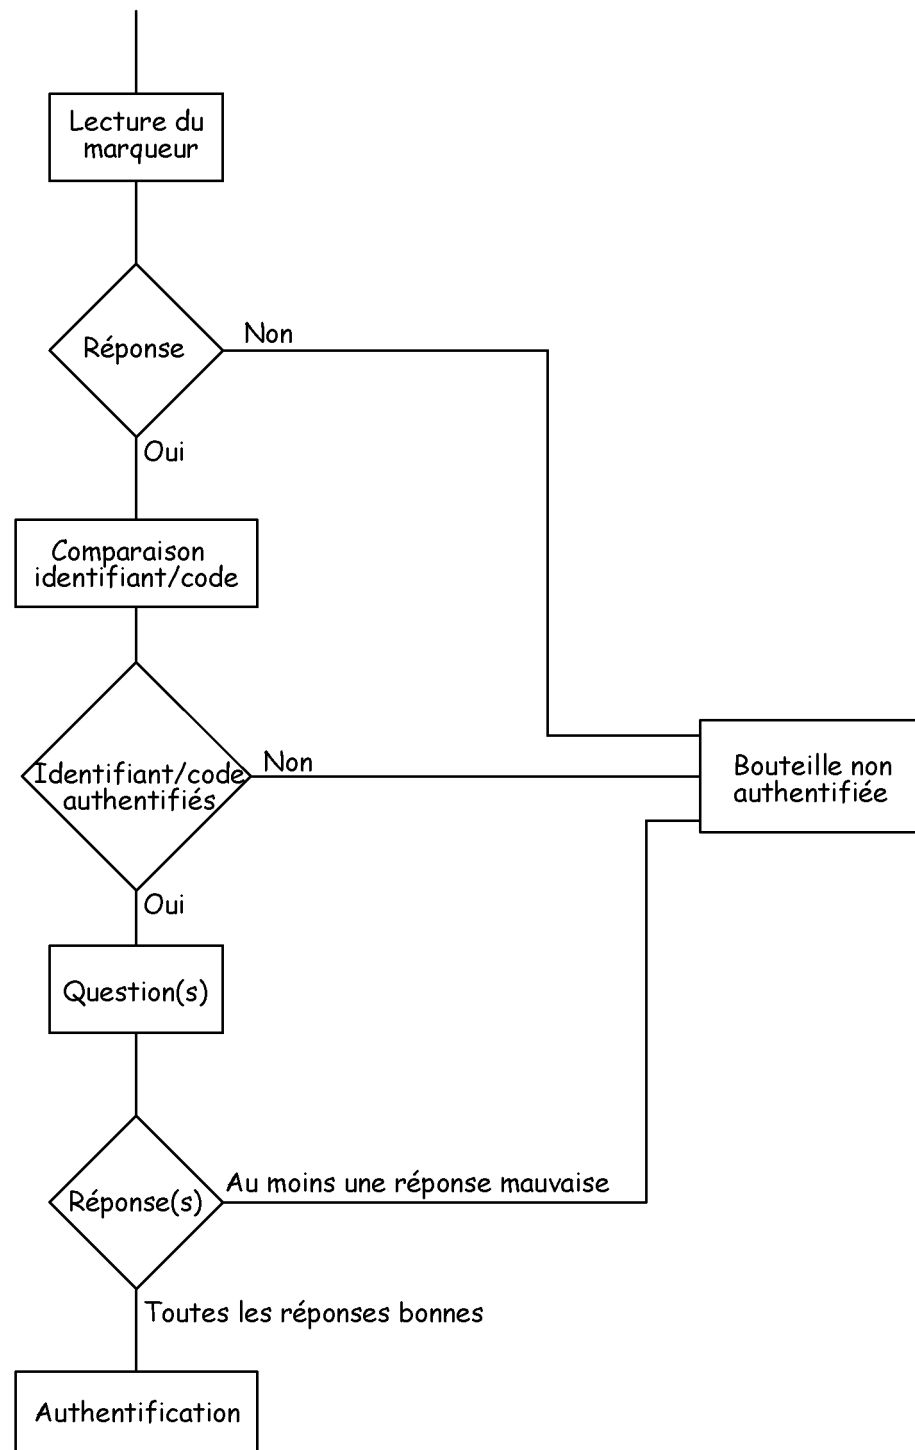 Lecture du
marqueur
Réponse
Non
Oui
Comparaison
identifiant/code
Identifiant/code
authentifiés
Non
Bouteille non
authentifiée
Oui
Question(s)
Réponse(s)
Au moins une réponse mauvaise
Toutes les réponses bonnes
Authentification